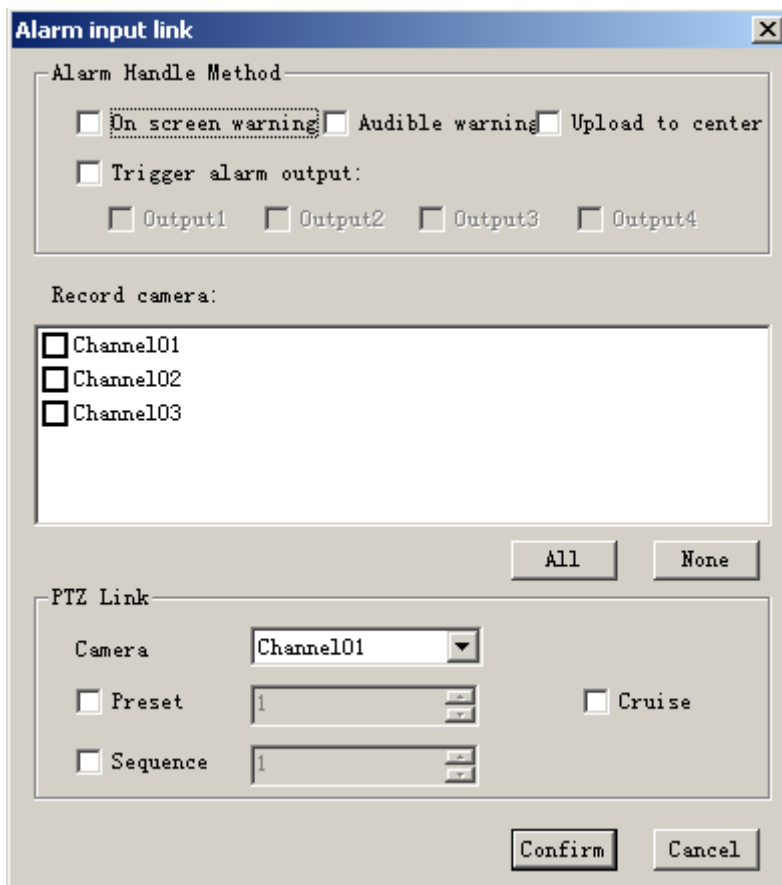 Alarm input link
Alarm Handle Method
On screen warning Audible warning Upload to center
Trigger alarm output:
Output1 Output2 Output3 Output4
Record camera:
Channel01
Channel02
Channel03
All None
PTZ Link
Camera Channel01
Preset 1 Cruise
Sequence 1
Confirm Cancel